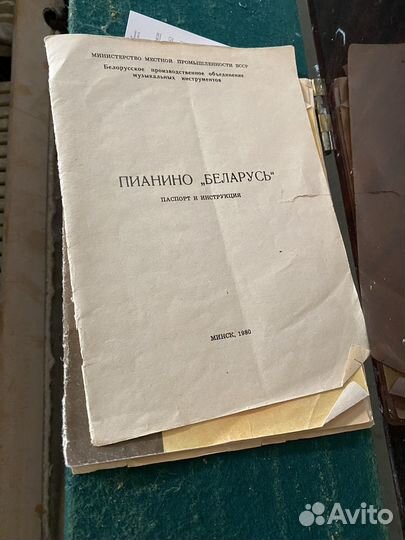 МИНИСТЕРСТВО МЕСТНОЙ ПРОМЫШЛЕННОСТИ БССР
Белорусское производственное объединение
музыкальных инструментов
ПИАНИНО „БЕЛАРУСЬ"
ПАСПОРТ И ИНСТРУКЦИЯ
МИНСК, 1980
Avito